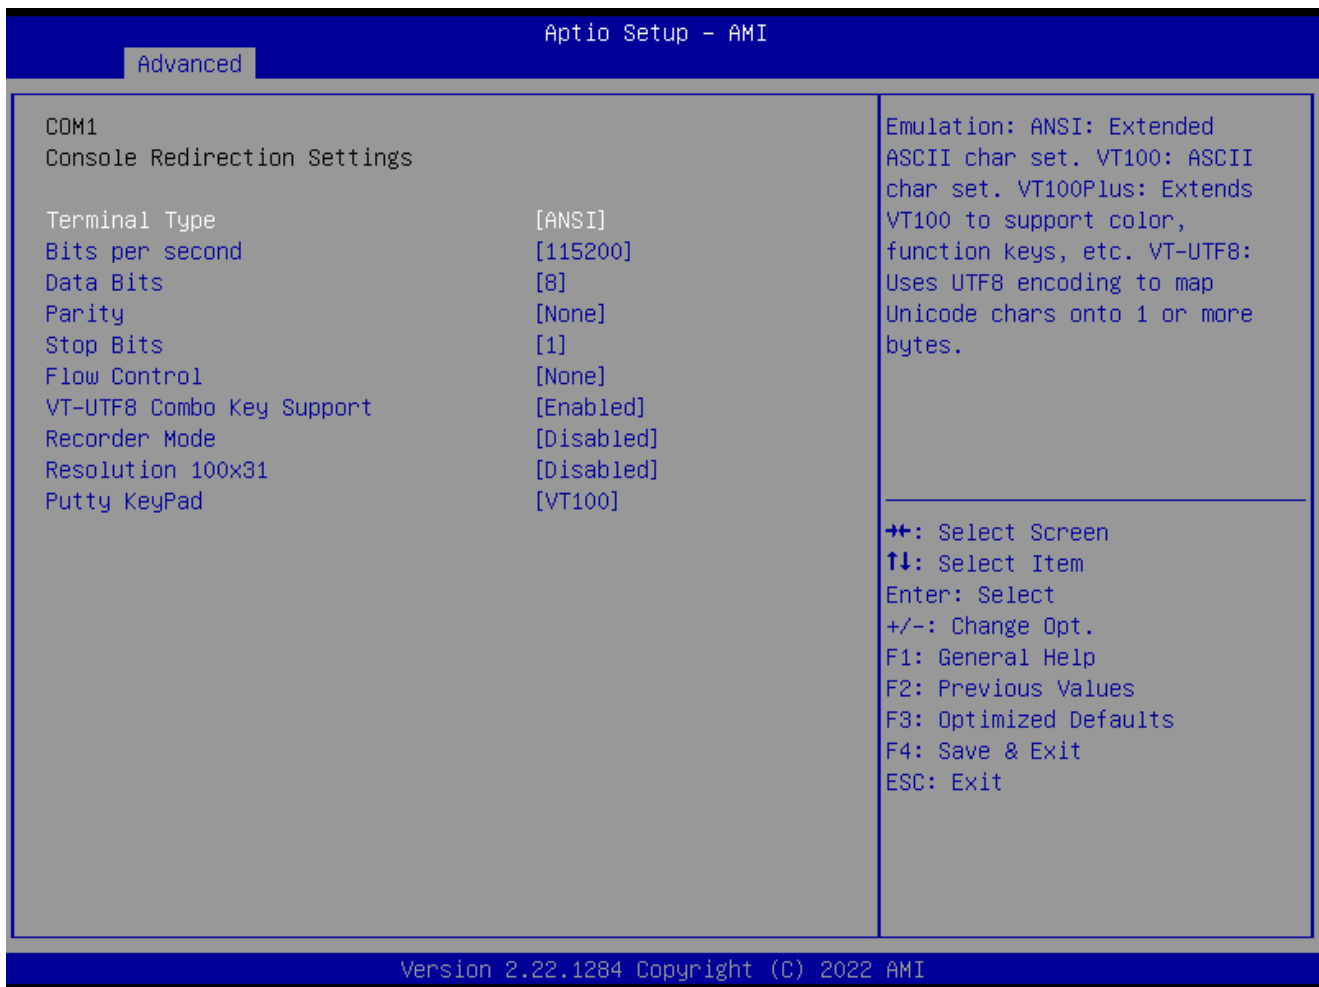 Aptio Setup – AMI
Advanced
COM1
Console Redirection Settings
Terminal Type [ANSI]
Bits per second [115200]
Data Bits [8]
Parity [None]
Stop Bits [1]
Flow Control [None]
VT-UTF8 Combo Key Support [Enabled]
Recorder Mode [Disabled]
Resolution 100x31 [Disabled]
Putty KeyPad [VT100]
Emulation: ANSI: Extended
ASCII char set. VT100: ASCII
char set. VT100Plus: Extends
VT100 to support color,
function keys, etc. VT-UTF8:
Uses UTF8 encoding to map
Unicode chars onto 1 or more
bytes.
→←: Select Screen
↑↓: Select Item
Enter: Select
+/-: Change Opt.
F1: General Help
F2: Previous Values
F3: Optimized Defaults
F4: Save & Exit
ESC: Exit
Version 2.22.1284 Copyright (C) 2022 AMI